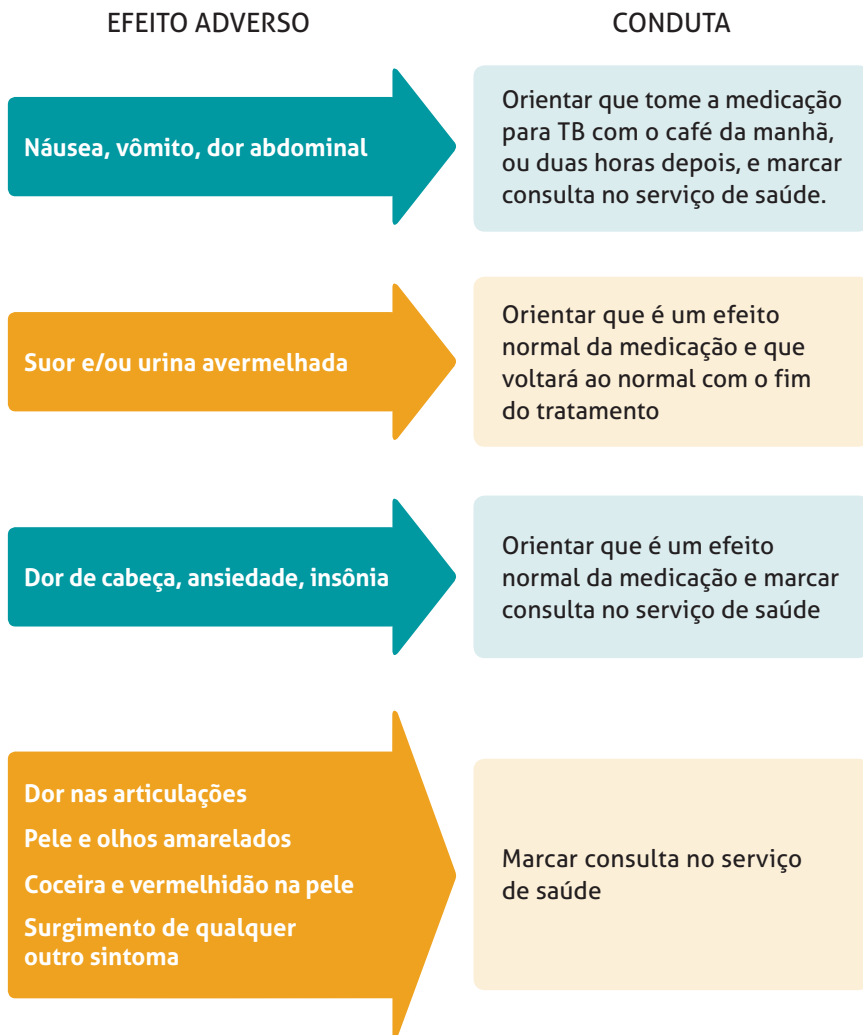 EFEITO ADVERSO
CONDUTA
Náusea, vômito, dor abdominal
Orientar que tome a medicação
para TB com o café da manhã,
ou duas horas depois, e marcar
consulta no serviço de saúde.
Suor e/ou urina avermelhada
Orientar que é um efeito
normal da medicação e que
voltará ao normal com o fim
do tratamento
Dor de cabeça, ansiedade, insônia
Orientar que é um efeito
normal da medicação e marcar
consulta no serviço de saúde
Dor nas articulações
Pele e olhos amarelados
Coceira e vermelhidão na pele
Surgimento de qualquer
outro sintoma
Marcar consulta no serviço
de saúde